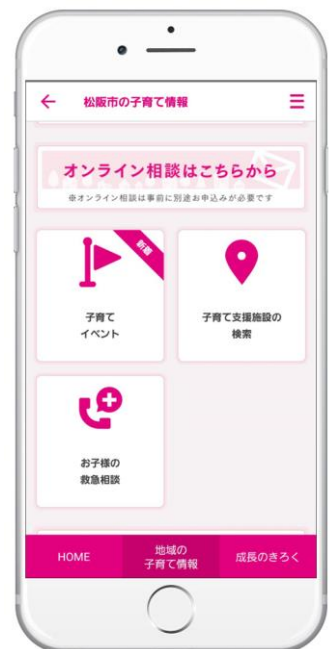 松阪市の子育て情報
オンライン相談はこちらから
※オンライン相談は事前に別途お申込みが必要です
新着
子育て
イベント
子育て支援施設の
検索
お子様の
救急相談
HOME
地域の
子育て情報
成長のきろく